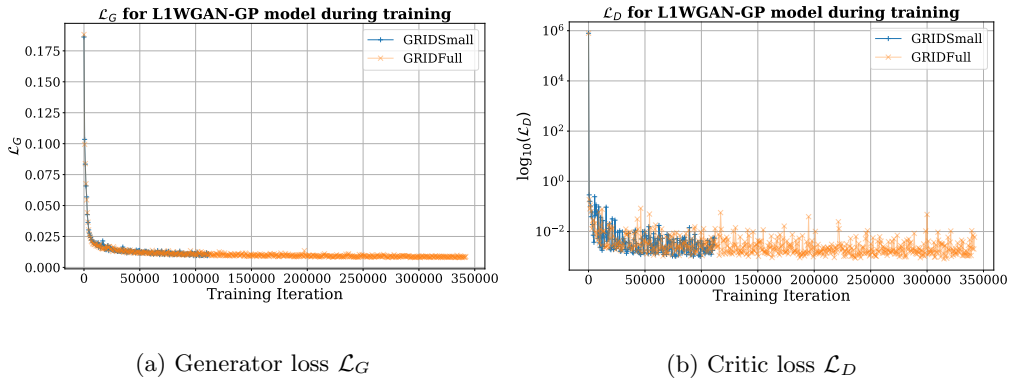 𝓛_G for L1WGAN-GP model during training
GRIDSmall
GRIDFull
0.175
0.150
0.125
0.100
0.075
0.050
0.025
0.000
𝓛_G
0 50000 100000 150000 200000 250000 300000 350000
Training Iteration
(a) Generator loss 𝓛_G
𝓛_D for L1WGAN-GP model during training
GRIDSmall
GRIDFull
10^6
10^4
10^2
10^0
10^−2
log_10(𝓛_D)
0 50000 100000 150000 200000 250000 300000 350000
Training Iteration
(b) Critic loss 𝓛_D